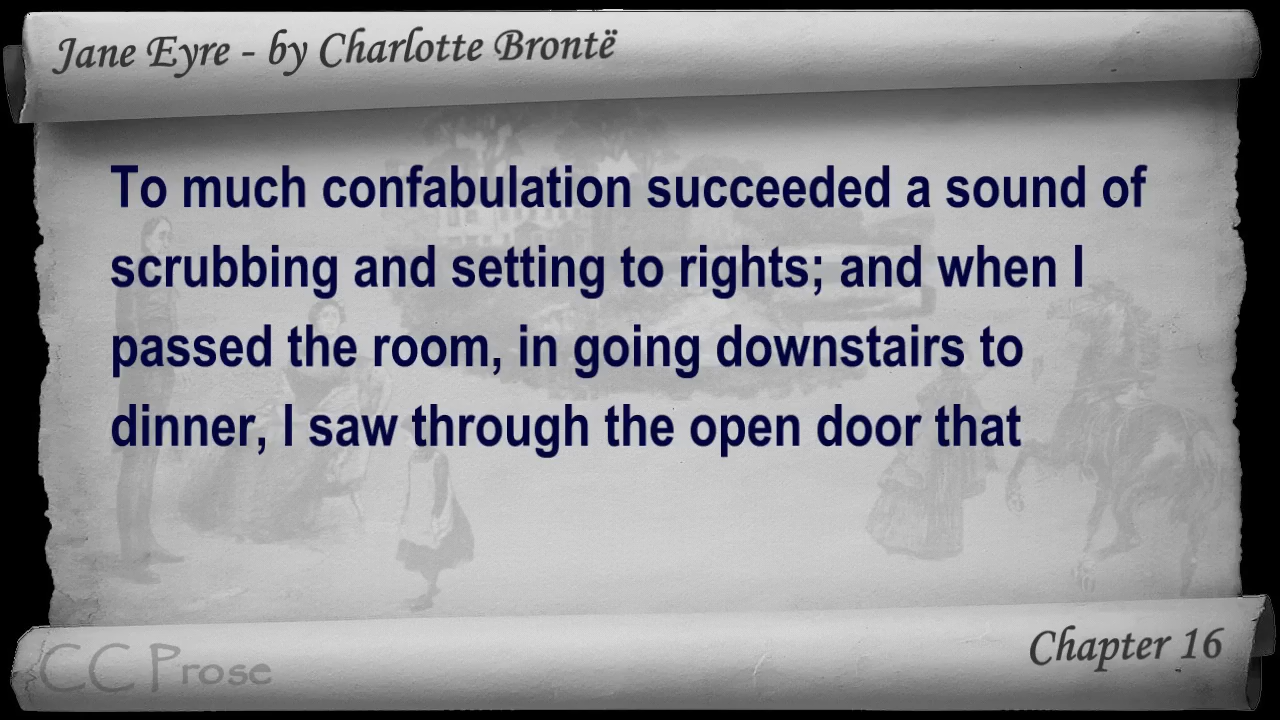 Jane Eyre - by Charlotte Brontë
To much confabulation succeeded a sound of
scrubbing and setting to rights; and when I
passed the room, in going downstairs to
dinner, I saw through the open door that
Chapter 16
CC Prose